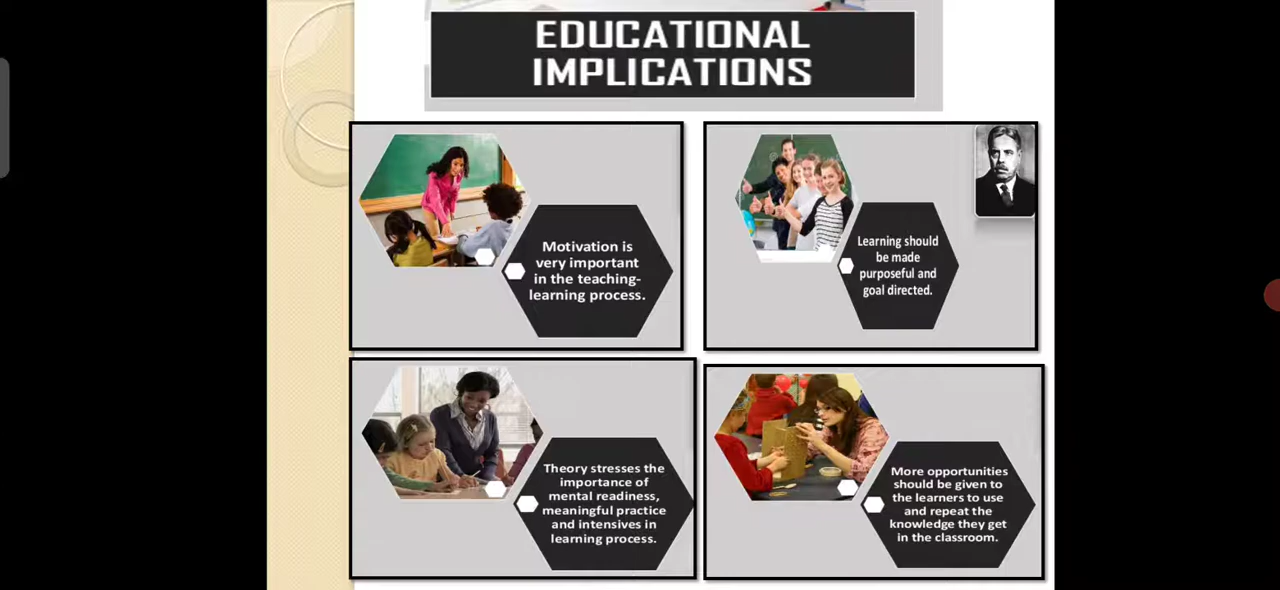 EDUCATIONAL
IMPLICATIONS
Motivation is
very important
in the teaching-
learning process.
Learning should
be made
purposeful and
goal directed.
Theory stresses the
importance of
mental readiness,
meaningful practice
and intensives in
learning process.
More opportunities
should be given to
the learners to use
and repeat the
knowledge they get
in the classroom.